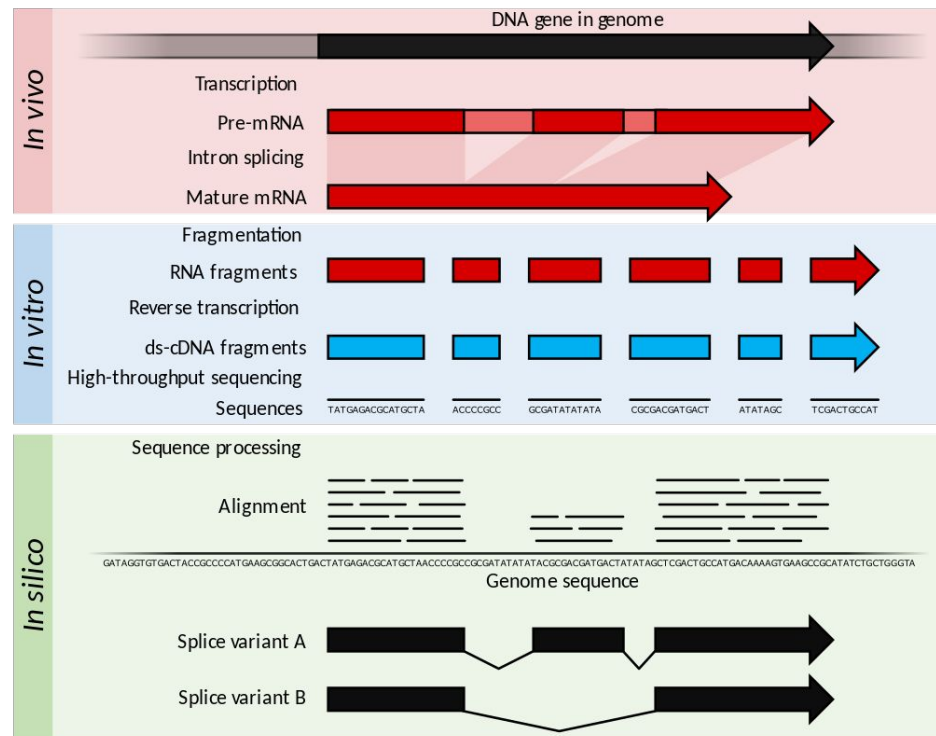 In vivo
DNA gene in genome
Transcription
Pre-mRNA
Intron splicing
Mature mRNA
In vitro
Fragmentation
RNA fragments
Reverse transcription
ds-cDNA fragments
High-throughput sequencing
Sequences TATGAGACGCATGCTA ACCCCGCC GCGATATATATA CGCGACGATGACT ATATAGC TCGACTGCCAT
In silico
Sequence processing
Alignment
GATAGGTGTGACTACCGCCCCATGAAGCGGCACTGACTATGAGACGCATGCTAACCCCGCCGCGATATATATACGCGACGATGACTATATAGCTCGACTGCCATGACAAAAGTGAAGCCGCATATCTGCTGGGTA
Genome sequence
Splice variant A
Splice variant B